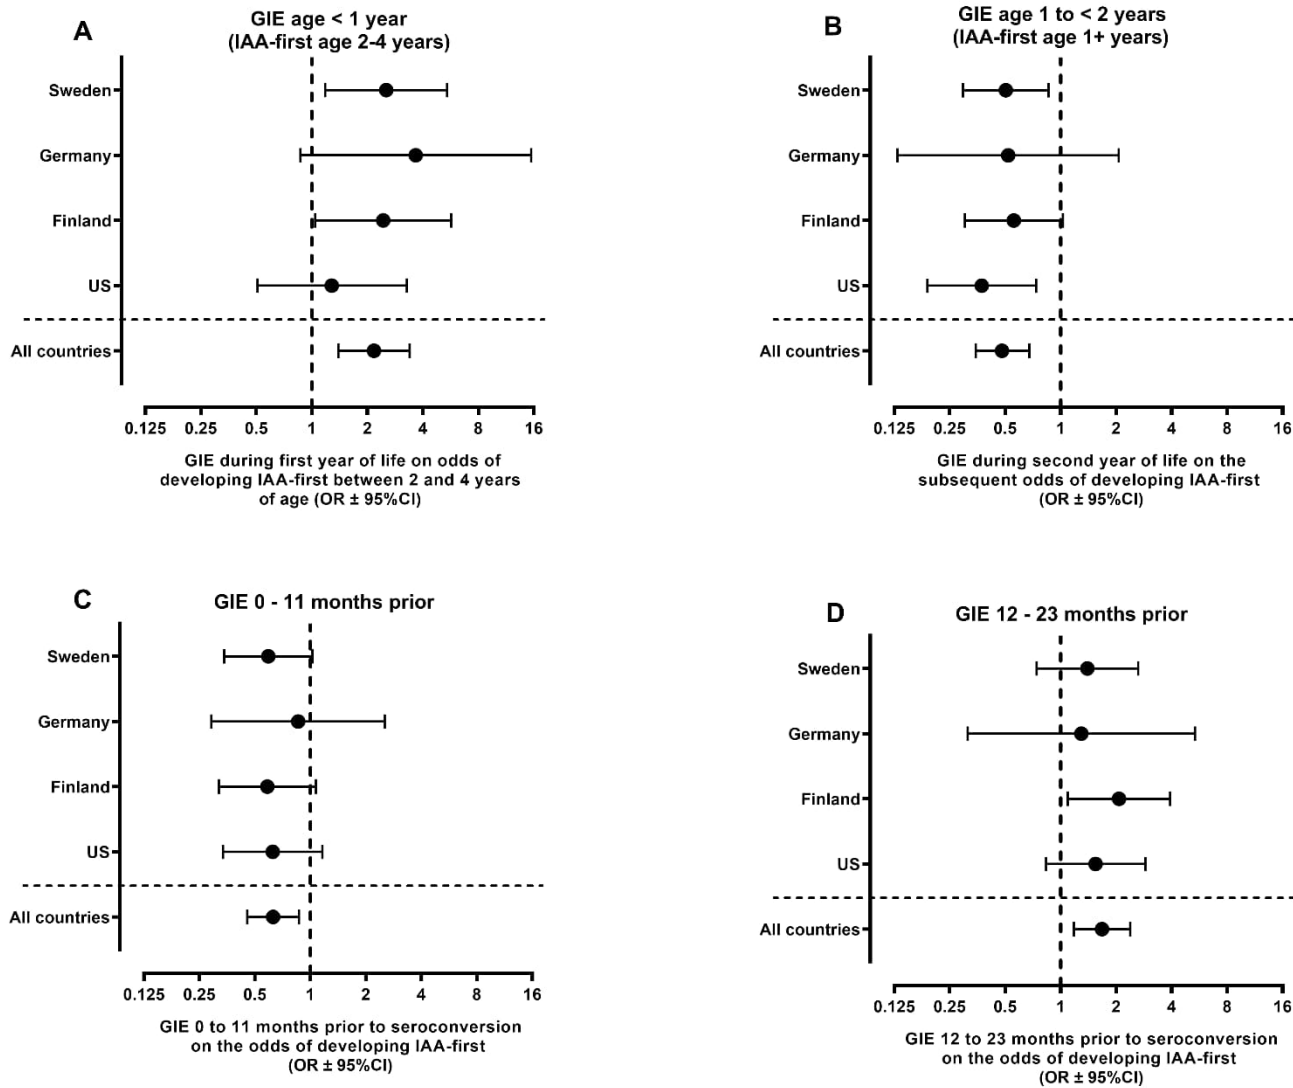 A
GIE age < 1 year
(IAA-first age 2-4 years)
Sweden
Germany
Finland
US
All countries
0.125 0.25 0.5 1 2 4 8 16
GIE during first year of life on odds of
developing IAA-first between 2 and 4 years
of age (OR ± 95%CI)
B
GIE age 1 to < 2 years
(IAA-first age 1+ years)
Sweden
Germany
Finland
US
All countries
0.125 0.25 0.5 1 2 4 8 16
GIE during second year of life on the
subsequent odds of developing IAA-first
(OR ± 95%CI)
C
GIE 0 - 11 months prior
Sweden
Germany
Finland
US
All countries
0.125 0.25 0.5 1 2 4 8 16
GIE 0 to 11 months prior to seroconversion
on the odds of developing IAA-first
(OR ± 95%CI)
D
GIE 12 - 23 months prior
Sweden
Germany
Finland
US
All countries
0.125 0.25 0.5 1 2 4 8 16
GIE 12 to 23 months prior to seroconversion
on the odds of developing IAA-first
(OR ± 95%CI)